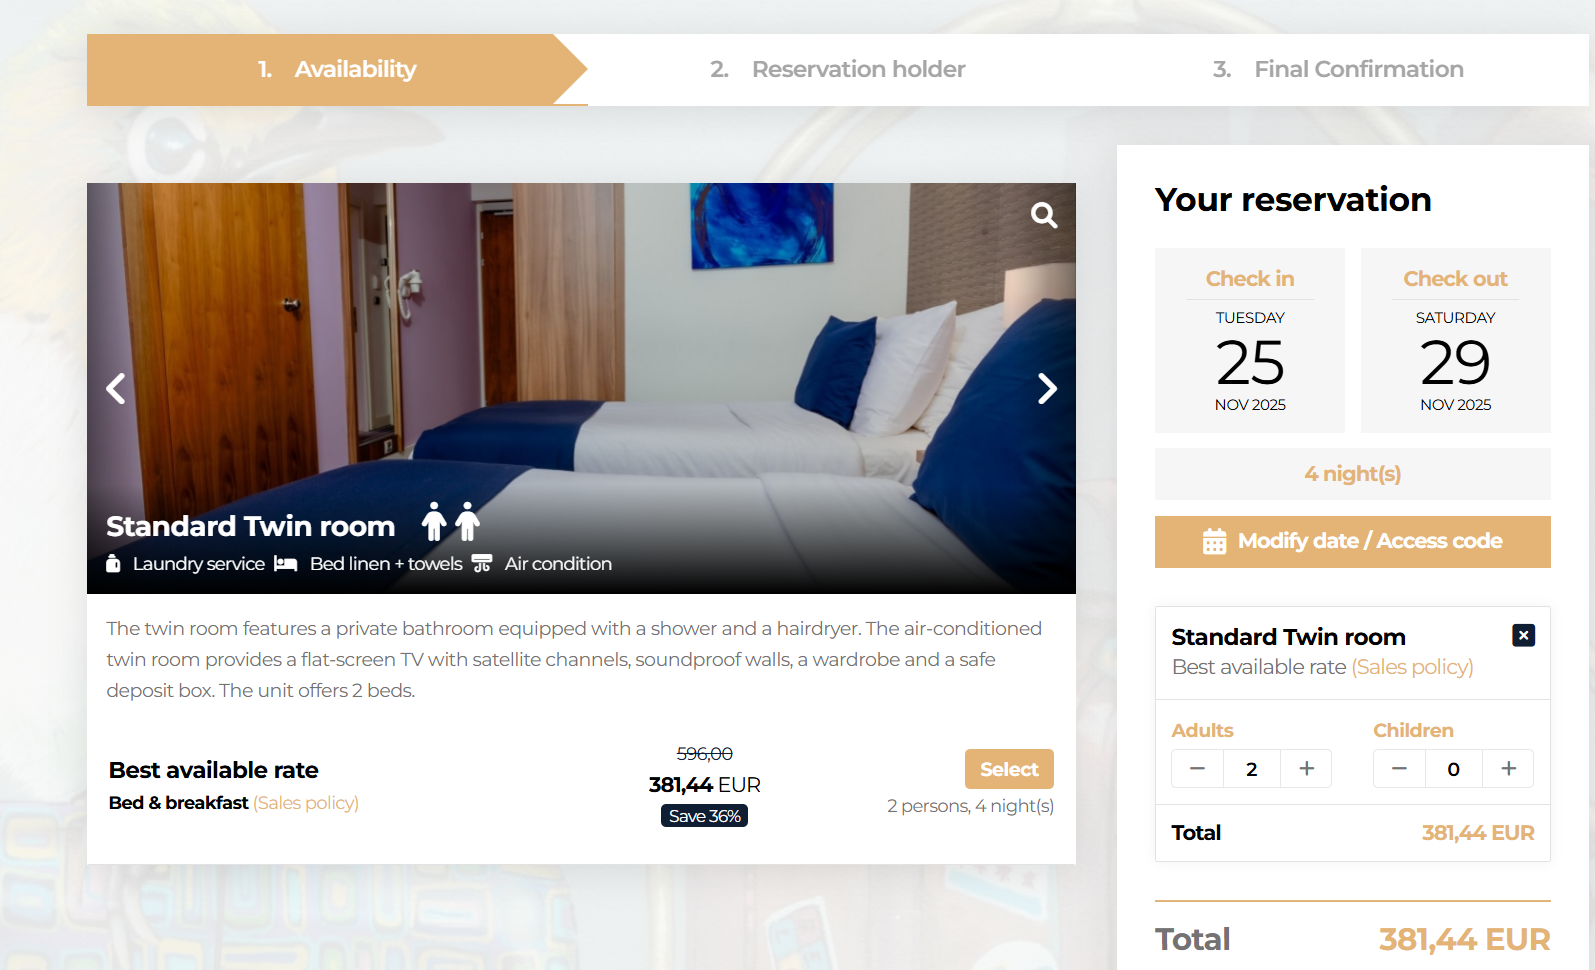 1. Availability
2. Reservation holder
3. Final Confirmation
Standard Twin room
Laundry service Bed linen + towels Air condition
The twin room features a private bathroom equipped with a shower and a hairdryer. The air-conditioned
twin room provides a flat-screen TV with satellite channels, soundproof walls, a wardrobe and a safe
deposit box. The unit offers 2 beds.
Best available rate
Bed & breakfast (Sales policy)
596,00
381,44 EUR
Save 36%
Select
2 persons, 4 night(s)
Your reservation
Check in
TUESDAY
25
NOV 2025
Check out
SATURDAY
29
NOV 2025
4 night(s)
Modify date / Access code
Standard Twin room
Best available rate (Sales policy)
Adults
− 2 +
Children
− 0 +
Total 381,44 EUR
Total 381,44 EUR